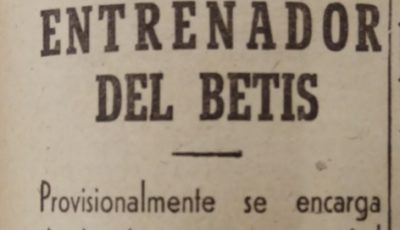 ENTRENADOR
DEL BETIS
Provisionalmente se encarga